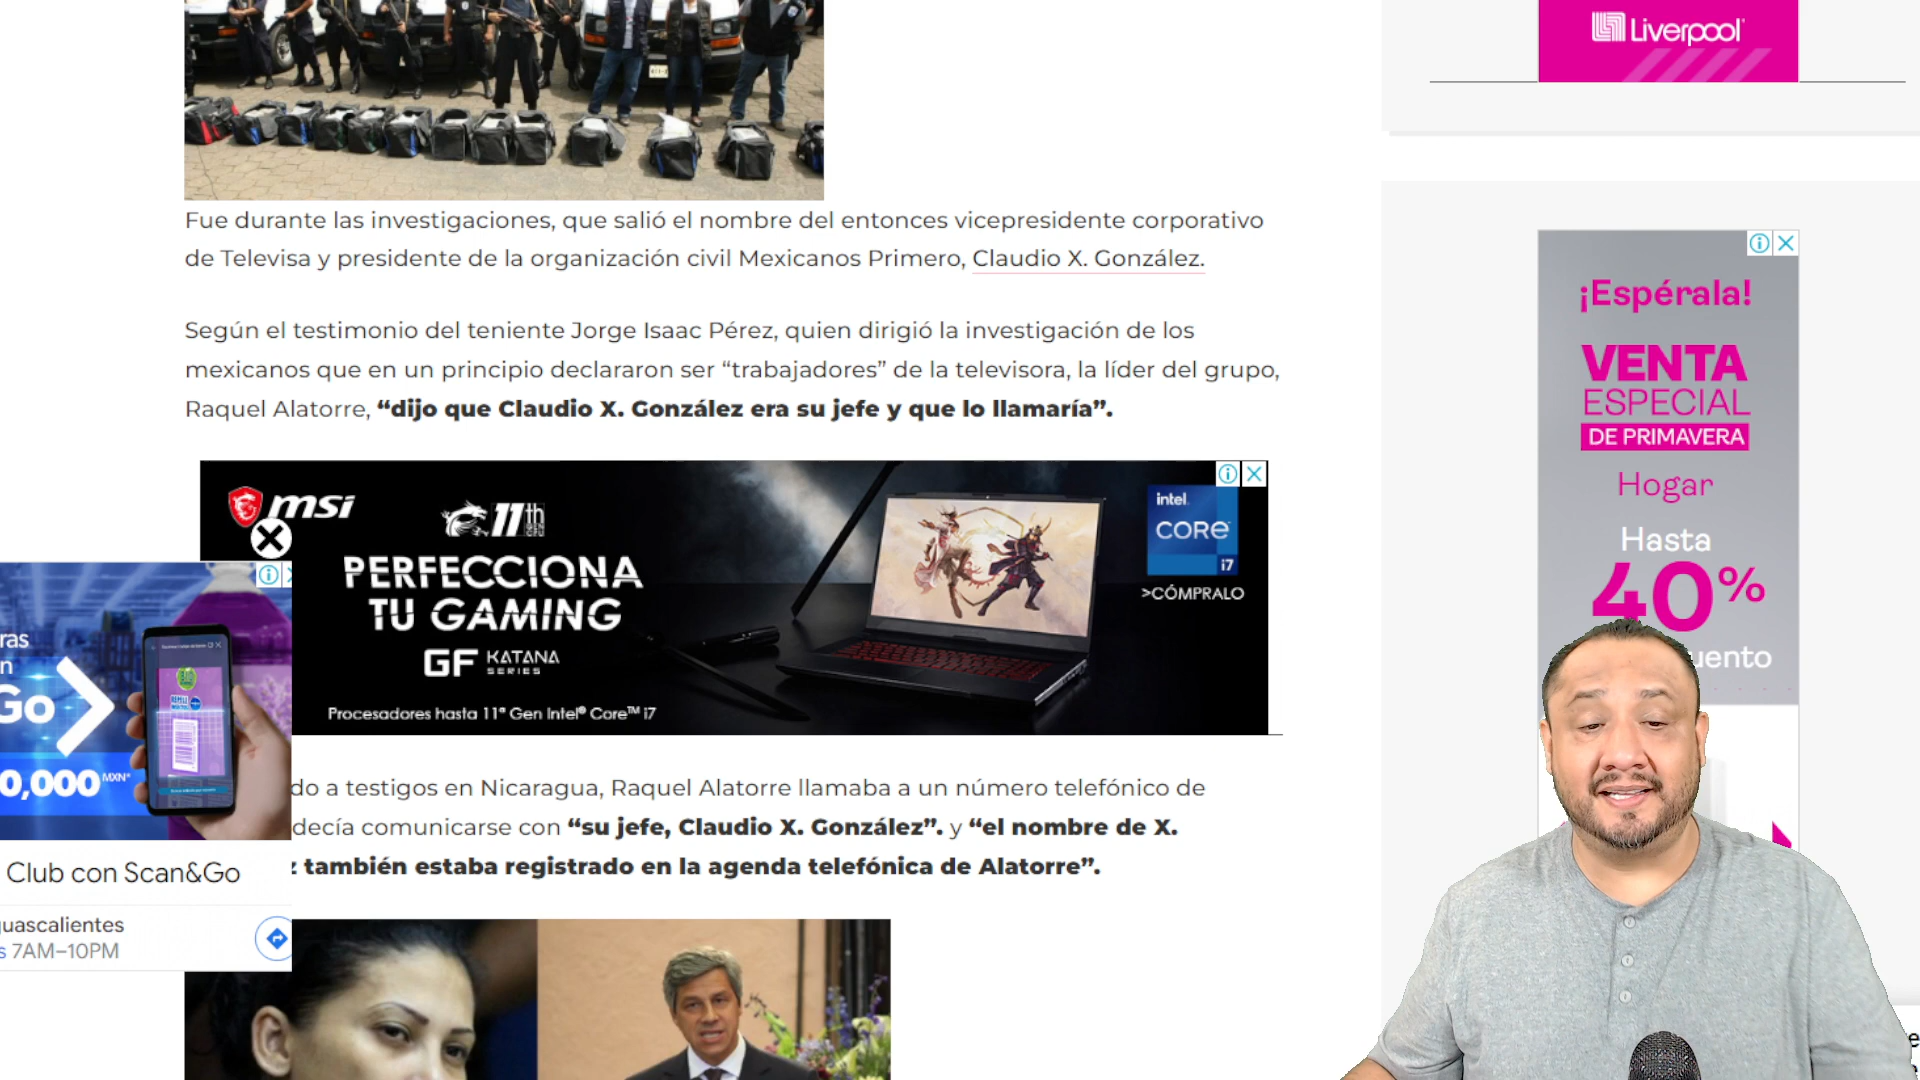 Liverpool
Fue durante las investigaciones, que salió el nombre del entonces vicepresidente corporativo
de Televisa y presidente de la organización civil Mexicanos Primero, Claudio X. González.
Según el testimonio del teniente Jorge Isaac Pérez, quien dirigió la investigación de los
mexicanos que en un principio declararon ser “trabajadores” de la televisora, la líder del grupo,
Raquel Alatorre, “dijo que Claudio X. González era su jefe y que lo llamaría”.
msi
11th
PERFECCIONA
TU GAMING
GF KATANA
SERIES
Procesadores hasta 11ª Gen Intel® Core™ i7
intel
CORE
i7
>CÓMPRALO
¡Espérala!
VENTA
ESPECIAL
DE PRIMAVERA
Hogar
Hasta
40%
uento
ras
n
Go
0,000 MXN*
Club con Scan&Go
guascalientes
s 7AM–10PM
do a testigos en Nicaragua, Raquel Alatorre llamaba a un número telefónico de
decía comunicarse con “su jefe, Claudio X. González”. y “el nombre de X.
z también estaba registrado en la agenda telefónica de Alatorre”.